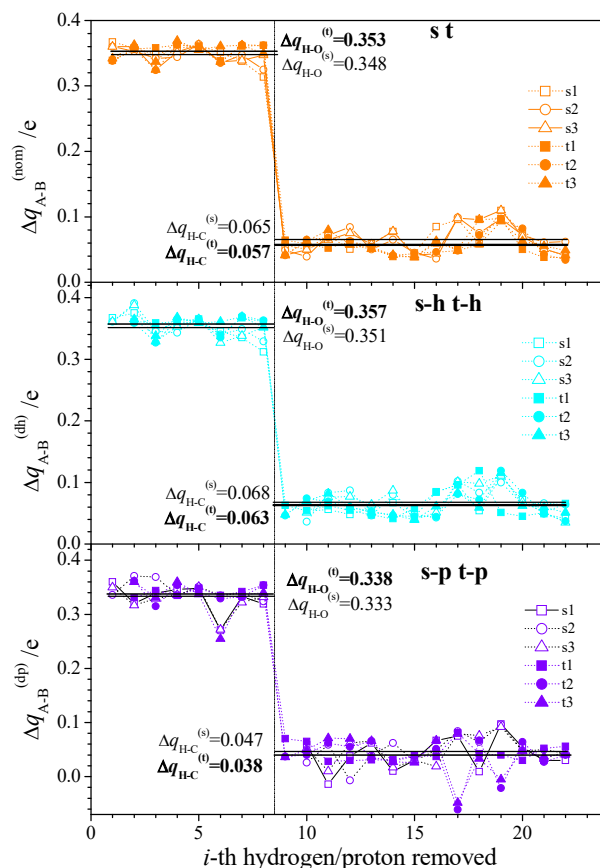 s t
Δq_H-O^(t)=0.353
Δq_H-O^(s)=0.348
Δq_A-B^(nom)/e
0.4
0.3
0.2
0.1
0.0
Δq_H-C^(s)=0.065
Δq_H-C^(t)=0.057
s1
s2
s3
t1
t2
t3
s-h t-h
Δq_H-O^(t)=0.357
Δq_H-O^(s)=0.351
Δq_A-B^(dh)/e
0.4
0.3
0.2
0.1
0.0
Δq_H-C^(s)=0.068
Δq_H-C^(t)=0.063
s1
s2
s3
t1
t2
t3
s-p t-p
Δq_H-O^(t)=0.338
Δq_H-O^(s)=0.333
Δq_A-B^(dp)/e
0.4
0.3
0.2
0.1
0.0
Δq_H-C^(s)=0.047
Δq_H-C^(t)=0.038
s1
s2
s3
t1
t2
t3
0 5 10 15 20
i-th hydrogen/proton removed